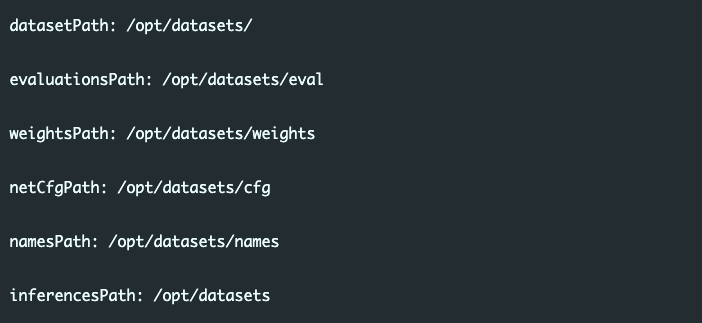 datasetPath: /opt/datasets/
evaluationsPath: /opt/datasets/eval
weightsPath: /opt/datasets/weights
netCfgPath: /opt/datasets/cfg
namesPath: /opt/datasets/names
inferencesPath: /opt/datasets